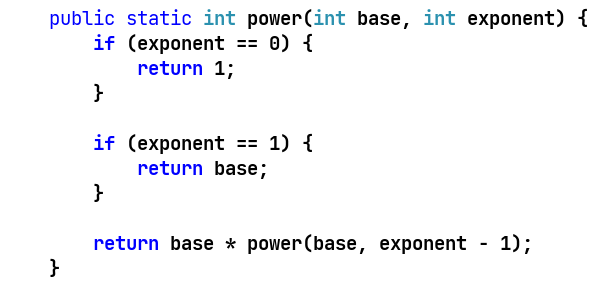 public static int power(int base, int exponent) {
    if (exponent == 0) {
        return 1;
    }

    if (exponent == 1) {
        return base;
    }

    return base * power(base, exponent - 1);
}